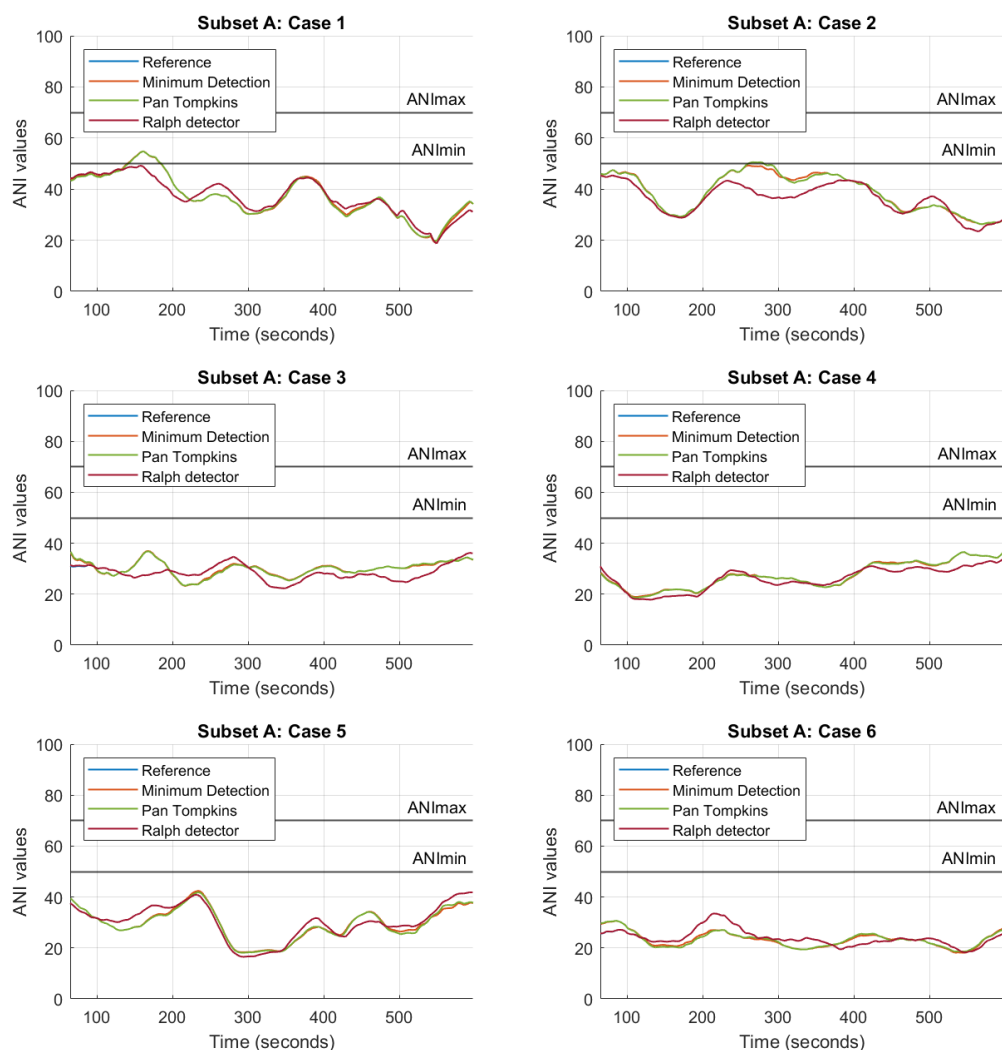 Subset A: Case 1
100
80
60
40
20
0
ANI values
Reference
Minimum Detection
Pan Tompkins
Ralph detector
ANImax
ANImin
100 200 300 400 500
Time (seconds)
Subset A: Case 2
100
80
60
40
20
0
ANI values
Reference
Minimum Detection
Pan Tompkins
Ralph detector
ANImax
ANImin
100 200 300 400 500
Time (seconds)
Subset A: Case 3
100
80
60
40
20
0
ANI values
Reference
Minimum Detection
Pan Tompkins
Ralph detector
ANImax
ANImin
100 200 300 400 500
Time (seconds)
Subset A: Case 4
100
80
60
40
20
0
ANI values
Reference
Minimum Detection
Pan Tompkins
Ralph detector
ANImax
ANImin
100 200 300 400 500
Time (seconds)
Subset A: Case 5
100
80
60
40
20
0
ANI values
Reference
Minimum Detection
Pan Tompkins
Ralph detector
ANImax
ANImin
100 200 300 400 500
Time (seconds)
Subset A: Case 6
100
80
60
40
20
0
ANI values
Reference
Minimum Detection
Pan Tompkins
Ralph detector
ANImax
ANImin
100 200 300 400 500
Time (seconds)